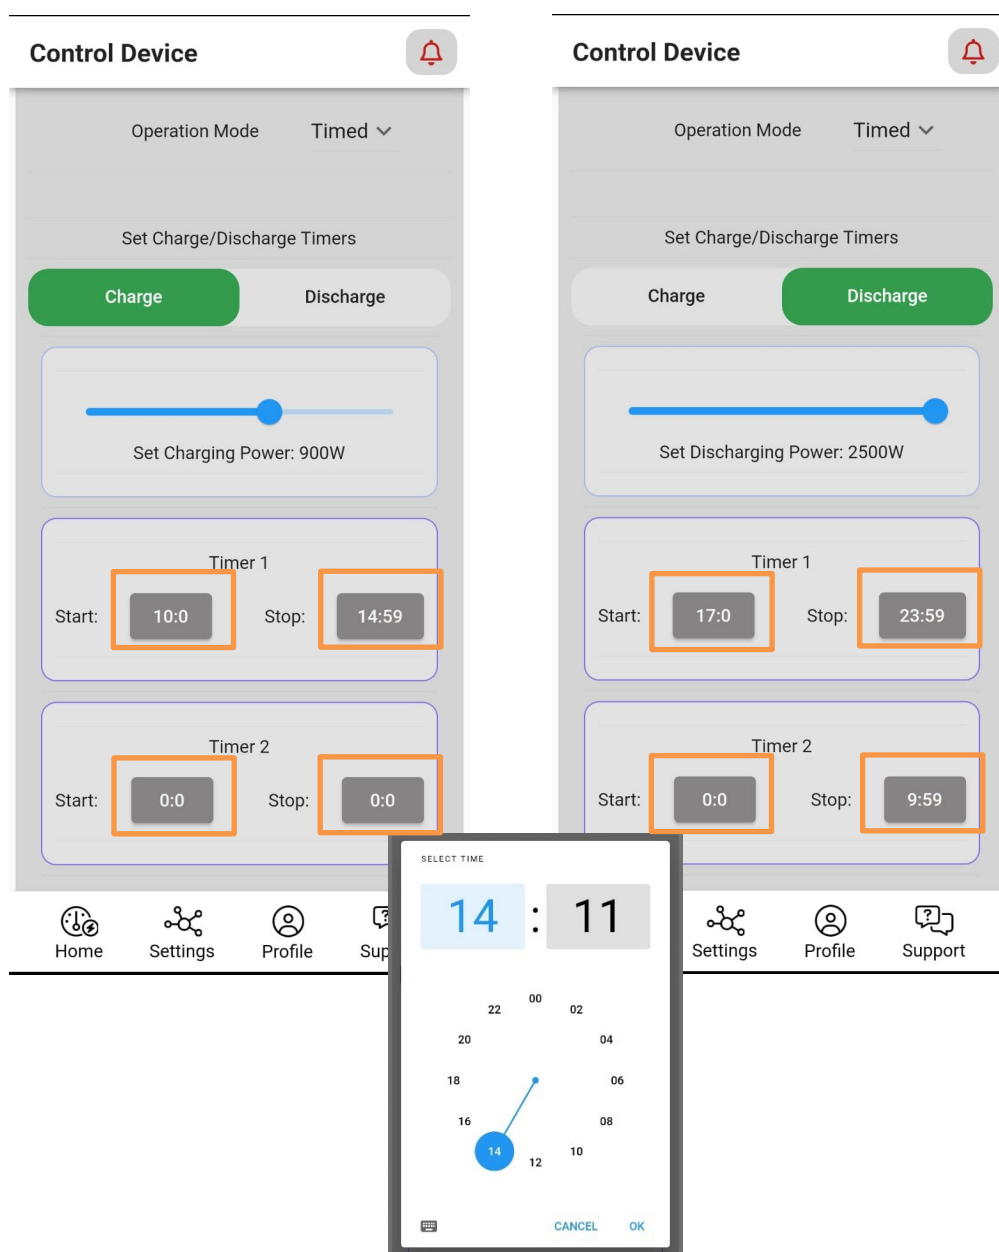 Control Device
Operation Mode Timed
Set Charge/Discharge Timers
Charge Discharge
Set Charging Power: 900W
Timer 1
Start: 10:0 Stop: 14:59
Timer 2
Start: 0:0 Stop: 0:0
Home Settings Profile Sup
Control Device
Operation Mode Timed
Set Charge/Discharge Timers
Charge Discharge
Set Discharging Power: 2500W
Timer 1
Start: 17:0 Stop: 23:59
Timer 2
Start: 0:0 Stop: 9:59
Settings Profile Support
SELECT TIME
14 : 11
00
22 02
20 04
18 06
16 08
14 10
12
CANCEL OK